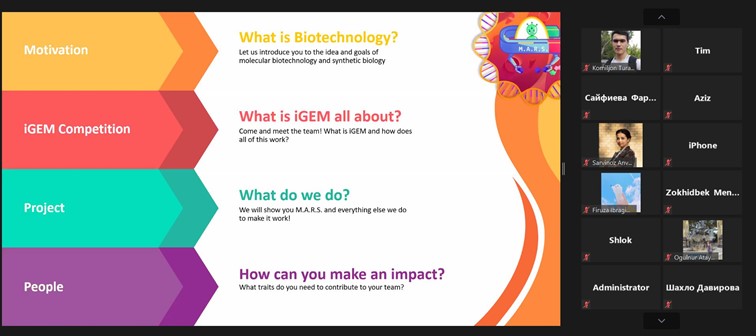 Motivation
What is Biotechnology?
Let us introduce you to the idea and goals of
molecular biotechnology and synthetic biology
M.A.R.S.
iGEM Competition
What is iGEM all about?
Come and meet the team! What is iGEM and how does
all of this work?
Project
What do we do?
We will show you M.A.R.S. and everything else we do
to make it work!
People
How can you make an impact?
What traits do you need to contribute to your team?
Komiljon Tura...
Tim
Сайфиева Фар...
Aziz
Sarvinoz Anv...
iPhone
Firuza Ibragi...
Zokhidbek Men...
Shlok
Ogulnur Atay...
Administrator
Шахло Давирова